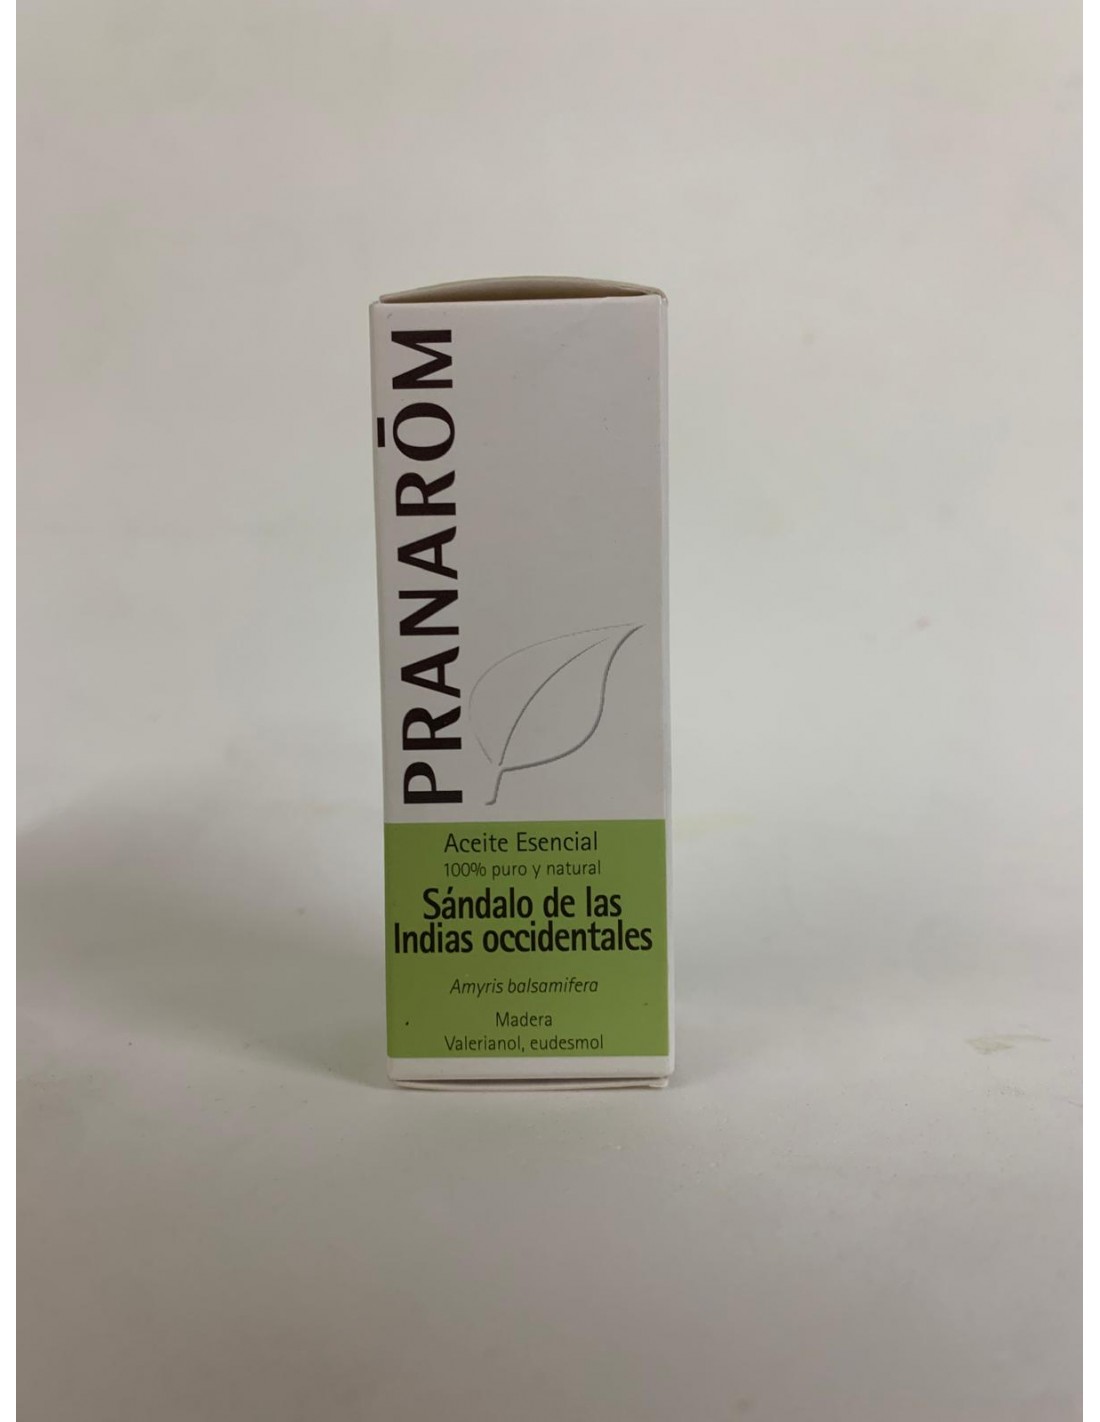 PRANARŌM
Aceite Esencial
100% puro y natural
Sándalo de las
Indias occidentales
Amyris balsamifera
Madera
Valerianol, eudesmol